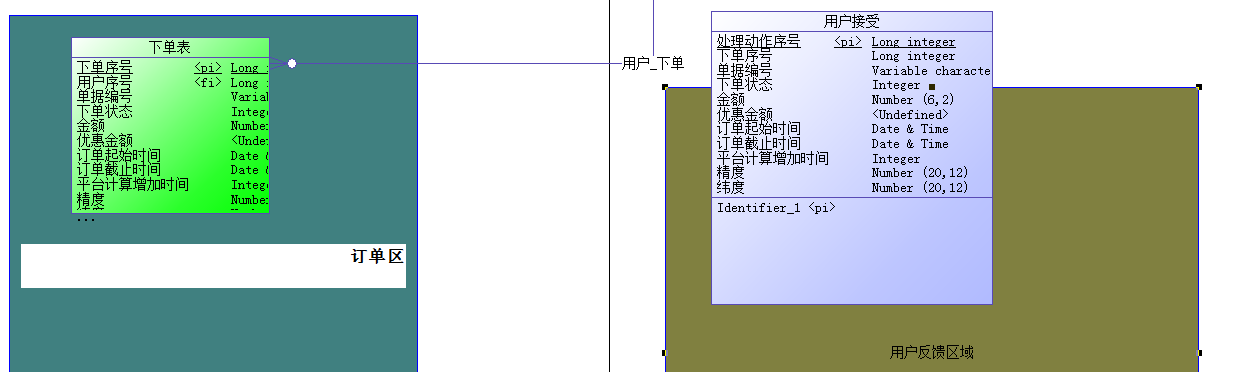 下单表
下单序号 <pi> Long
用户序号 <fi> Long
单据编号 Varia
下单状态 Intege
金额 Number
优惠金额 <Unde
订单起始时间 Date &
订单截止时间 Date &
平台计算增加时间 Intege
精度 Number
...
订单区
用户_下单
用户接受
处理动作序号 <pi> Long integer
下单序号 Long integer
单据编号 Variable characte
下单状态 Integer
金额 Number (6,2)
优惠金额 <Undefined>
订单起始时间 Date & Time
订单截止时间 Date & Time
平台计算增加时间 Integer
精度 Number (20,12)
纬度 Number (20,12)
Identifier_1 <pi>
用户反馈区域